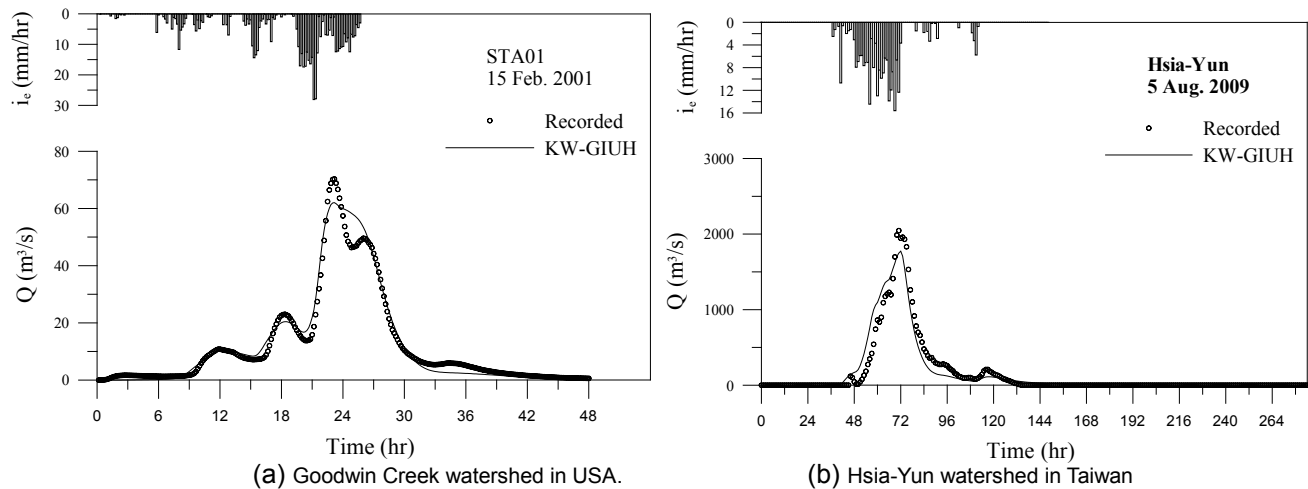 0
10
20
30
i_e (mm/hr)
STA01
15 Feb. 2001
Recorded
KW-GIUH
80
60
40
20
0
Q (m³/s)
0 6 12 18 24 30 36 42 48
Time (hr)
(a) Goodwin Creek watershed in USA.
0
4
8
12
16
i_e (mm/hr)
Hsia-Yun
5 Aug. 2009
Recorded
KW-GIUH
3000
2000
1000
0
Q (m³/s)
0 24 48 72 96 120 144 168 192 216 240 264
Time (hr)
(b) Hsia-Yun watershed in Taiwan